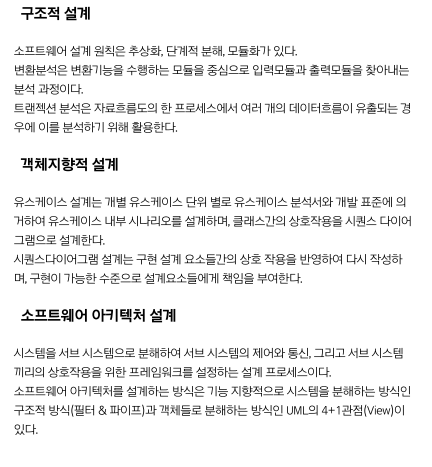 구조적 설계
소프트웨어 설계 원칙은 추상화, 단계적 분해, 모듈화가 있다.
변환분석은 변환기능을 수행하는 모듈을 중심으로 입력모듈과 출력모듈을 찾아내는
분석 과정이다.
트랜젝션 분석은 자료흐름도의 한 프로세스에서 여러 개의 데이터흐름이 유출되는 경
우에 이를 분석하기 위해 활용한다.
객체지향적 설계
유스케이스 설계는 개별 유스케이스 단위 별로 유스케이스 분석서와 개발 표준에 의
거하여 유스케이스 내부 시나리오를 설계하며, 클래스간의 상호작용을 시퀀스 다이어
그램으로 설계한다.
시퀀스다이어그램 설계는 구현 설계 요소들간의 상호 작용을 반영하여 다시 작성하
며, 구현이 가능한 수준으로 설계요소들에게 책임을 부여한다.
소프트웨어 아키텍처 설계
시스템을 서브 시스템으로 분해하여 서브 시스템의 제어와 통신, 그리고 서브 시스템
끼리의 상호작용을 위한 프레임워크를 설정하는 설계 프로세스이다.
소프트웨어 아키텍처를 설계하는 방식은 기능 지향적으로 시스템을 분해하는 방식인
구조적 방식(필터 & 파이프)과 객체들로 분해하는 방식인 UML의 4+1관점(View)이
있다.